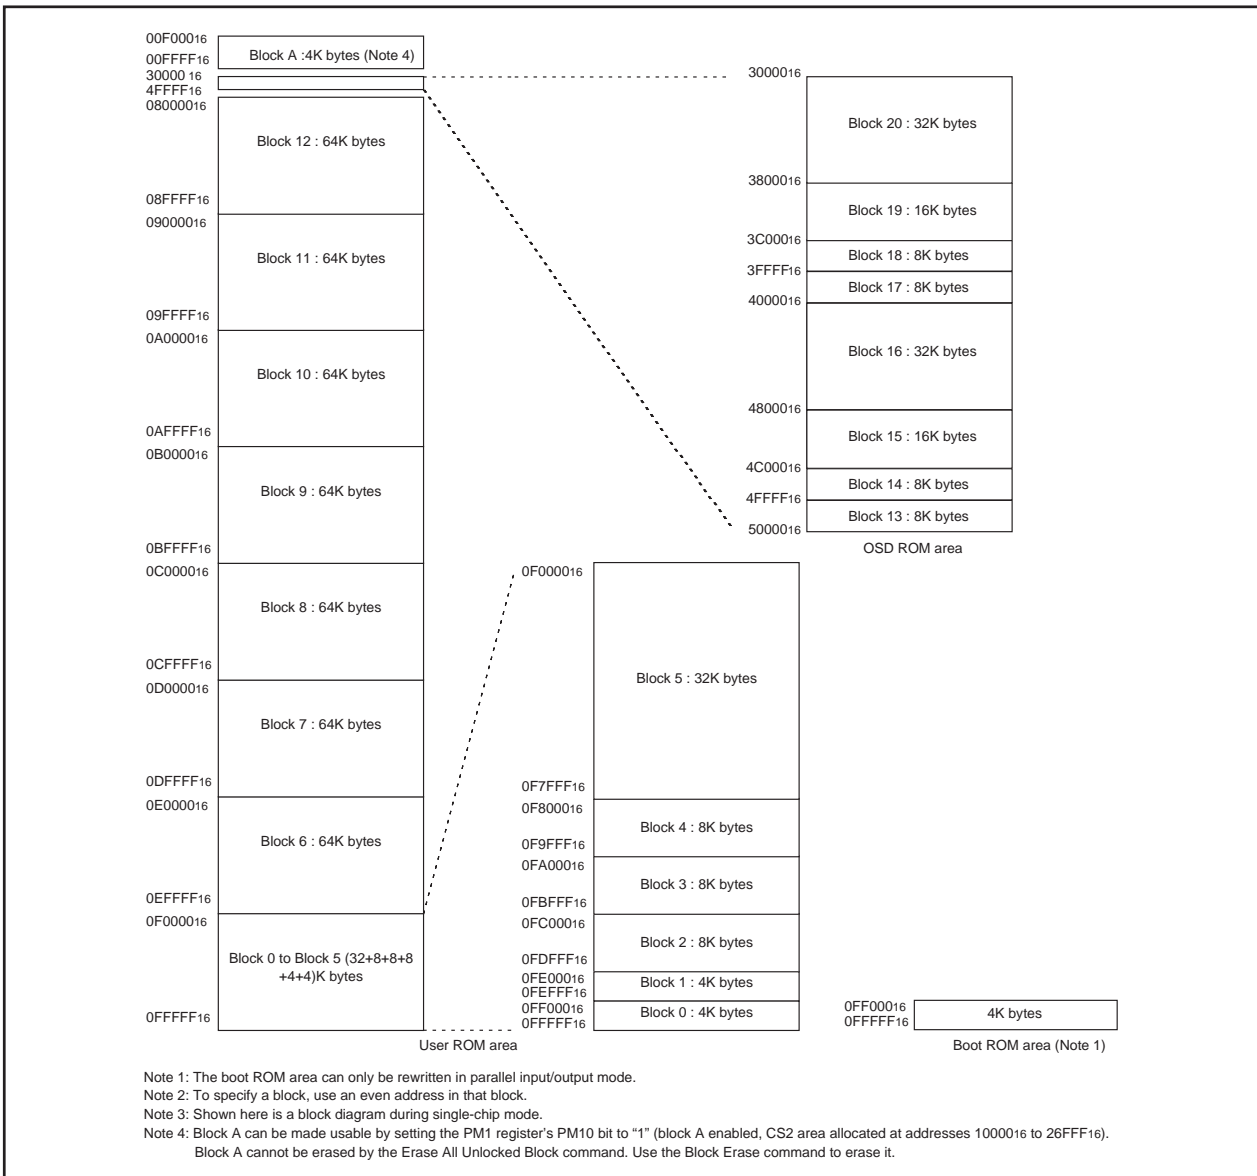 00F00016
Block A :4K bytes (Note 4)
00FFFF16
30000 16
4FFFF16
08000016
Block 12 : 64K bytes
08FFFF16
09000016
Block 11 : 64K bytes
09FFFF16
0A000016
Block 10 : 64K bytes
0AFFFF16
0B000016
Block 9 : 64K bytes
0BFFFF16
0C000016
Block 8 : 64K bytes
0CFFFF16
0D000016
Block 7 : 64K bytes
0DFFFF16
0E000016
Block 6 : 64K bytes
0EFFFF16
0F000016
Block 0 to Block 5 (32+8+8+8
+4+4)K bytes
0FFFFF16
User ROM area
3000016
Block 20 : 32K bytes
3800016
Block 19 : 16K bytes
3C00016
Block 18 : 8K bytes
3FFFF16
Block 17 : 8K bytes
4000016
Block 16 : 32K bytes
4800016
Block 15 : 16K bytes
4C00016
Block 14 : 8K bytes
4FFFF16
Block 13 : 8K bytes
5000016
OSD ROM area
0F000016
Block 5 : 32K bytes
0F7FFF16
0F800016
Block 4 : 8K bytes
0F9FFF16
0FA00016
Block 3 : 8K bytes
0FBFFF16
0FC00016
Block 2 : 8K bytes
0FDFFF16
0FE00016
Block 1 : 4K bytes
0FEFFF16
0FF00016
Block 0 : 4K bytes
0FFFFF16
0FF00016
4K bytes
0FFFFF16
Boot ROM area (Note 1)
Note 1: The boot ROM area can only be rewritten in parallel input/output mode.
Note 2: To specify a block, use an even address in that block.
Note 3: Shown here is a block diagram during single-chip mode.
Note 4: Block A can be made usable by setting the PM1 register’s PM10 bit to “1” (block A enabled, CS2 area allocated at addresses 1000016 to 26FFF16).
Block A cannot be erased by the Erase All Unlocked Block command. Use the Block Erase command to erase it.